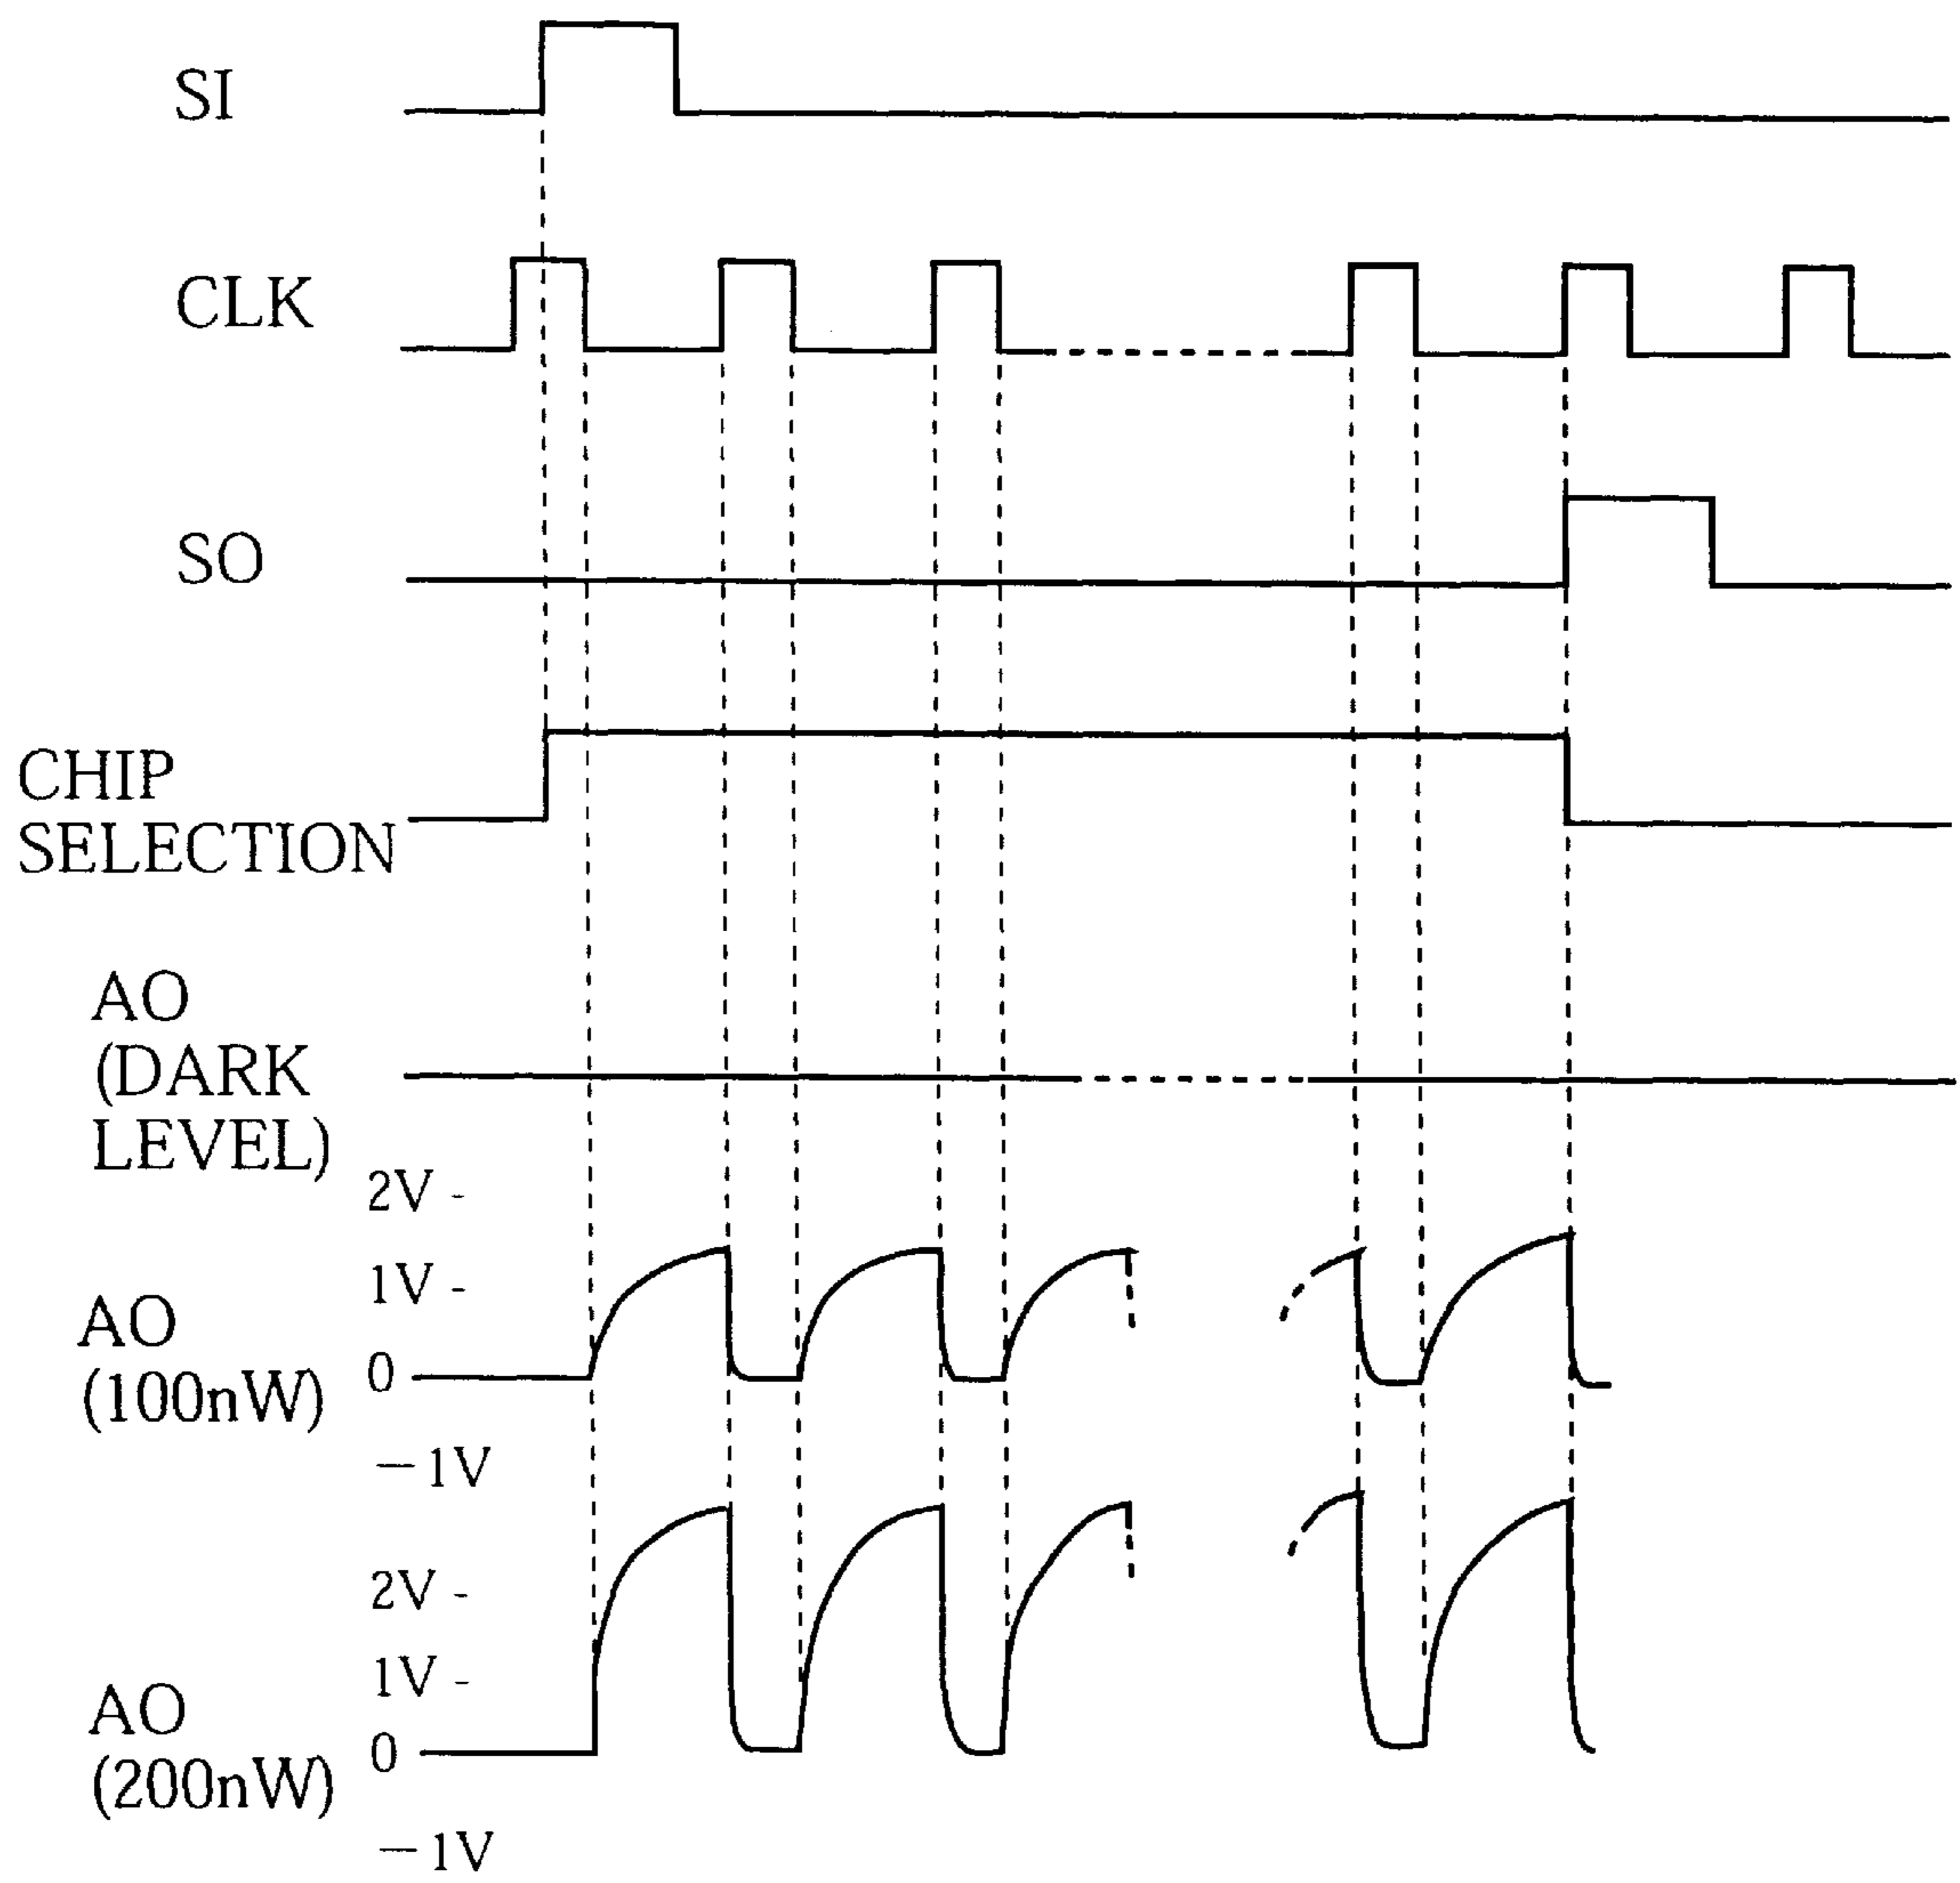 SI
CLK
SO
CHIP
SELECTION
AO
(DARK
LEVEL)
2V -
1V -
AO
(100nW)
0
−1V
2V -
1V -
AO
(200nW)
0
−1V